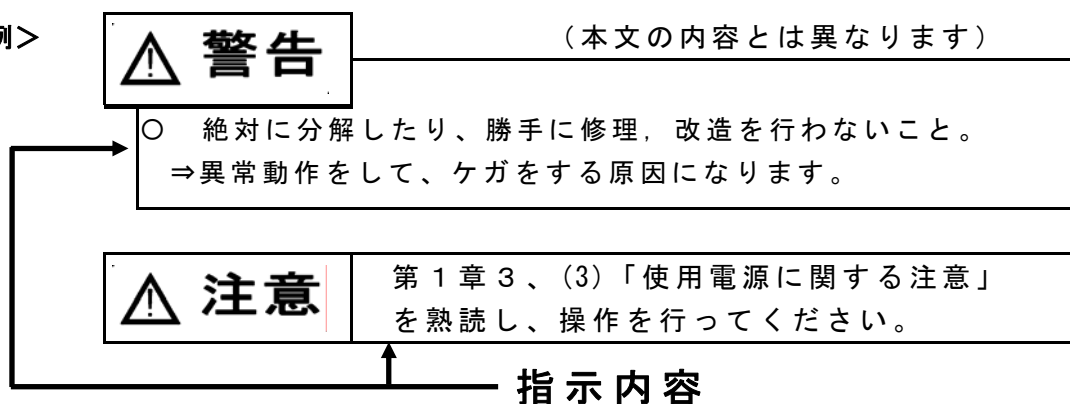 例＞
⚠ 警告
（本文の内容とは異なります）
○　絶対に分解したり、勝手に修理，改造を行わないこと。
⇒異常動作をして、ケガをする原因になります。
⚠ 注意
第１章３、(3)「使用電源に関する注意」
を熟読し、操作を行ってください。
指示内容